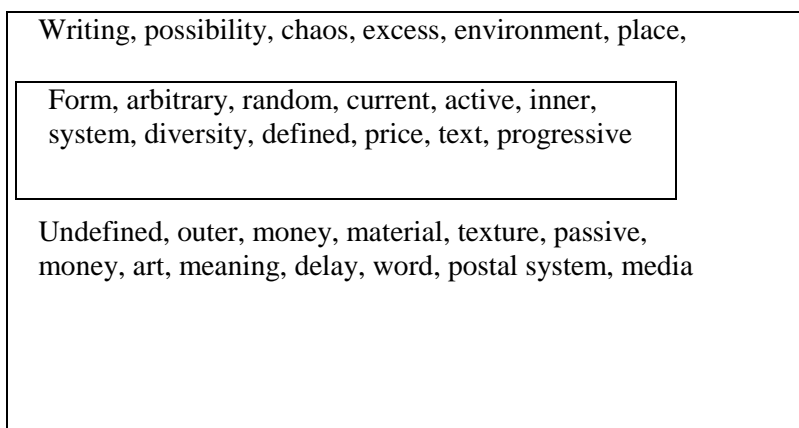 Writing, possibility, chaos, excess, environment, place,
Form, arbitrary, random, current, active, inner,
system, diversity, defined, price, text, progressive
Undefined, outer, money, material, texture, passive,
money, art, meaning, delay, word, postal system, media